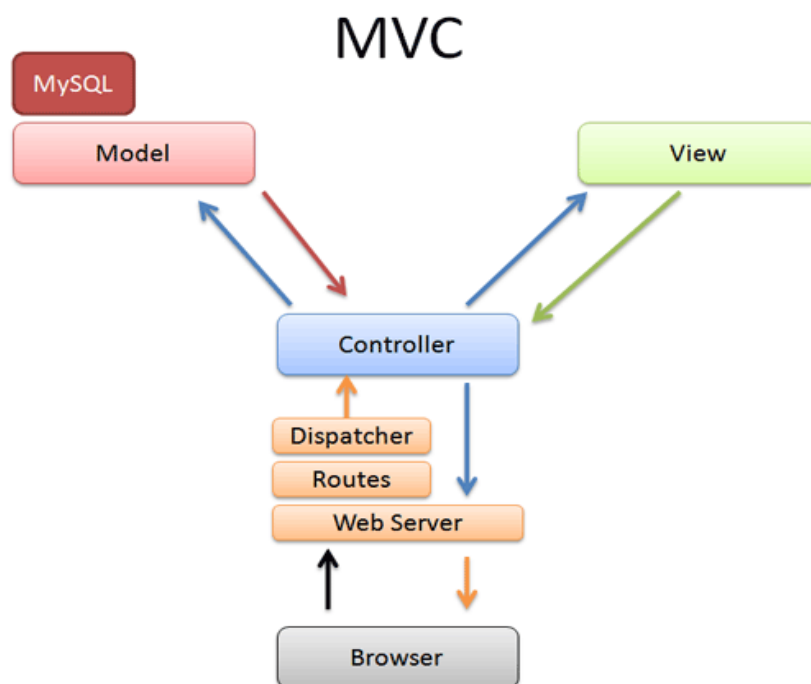 MVC
MySQL
Model
View
Controller
Dispatcher
Routes
Web Server
Browser